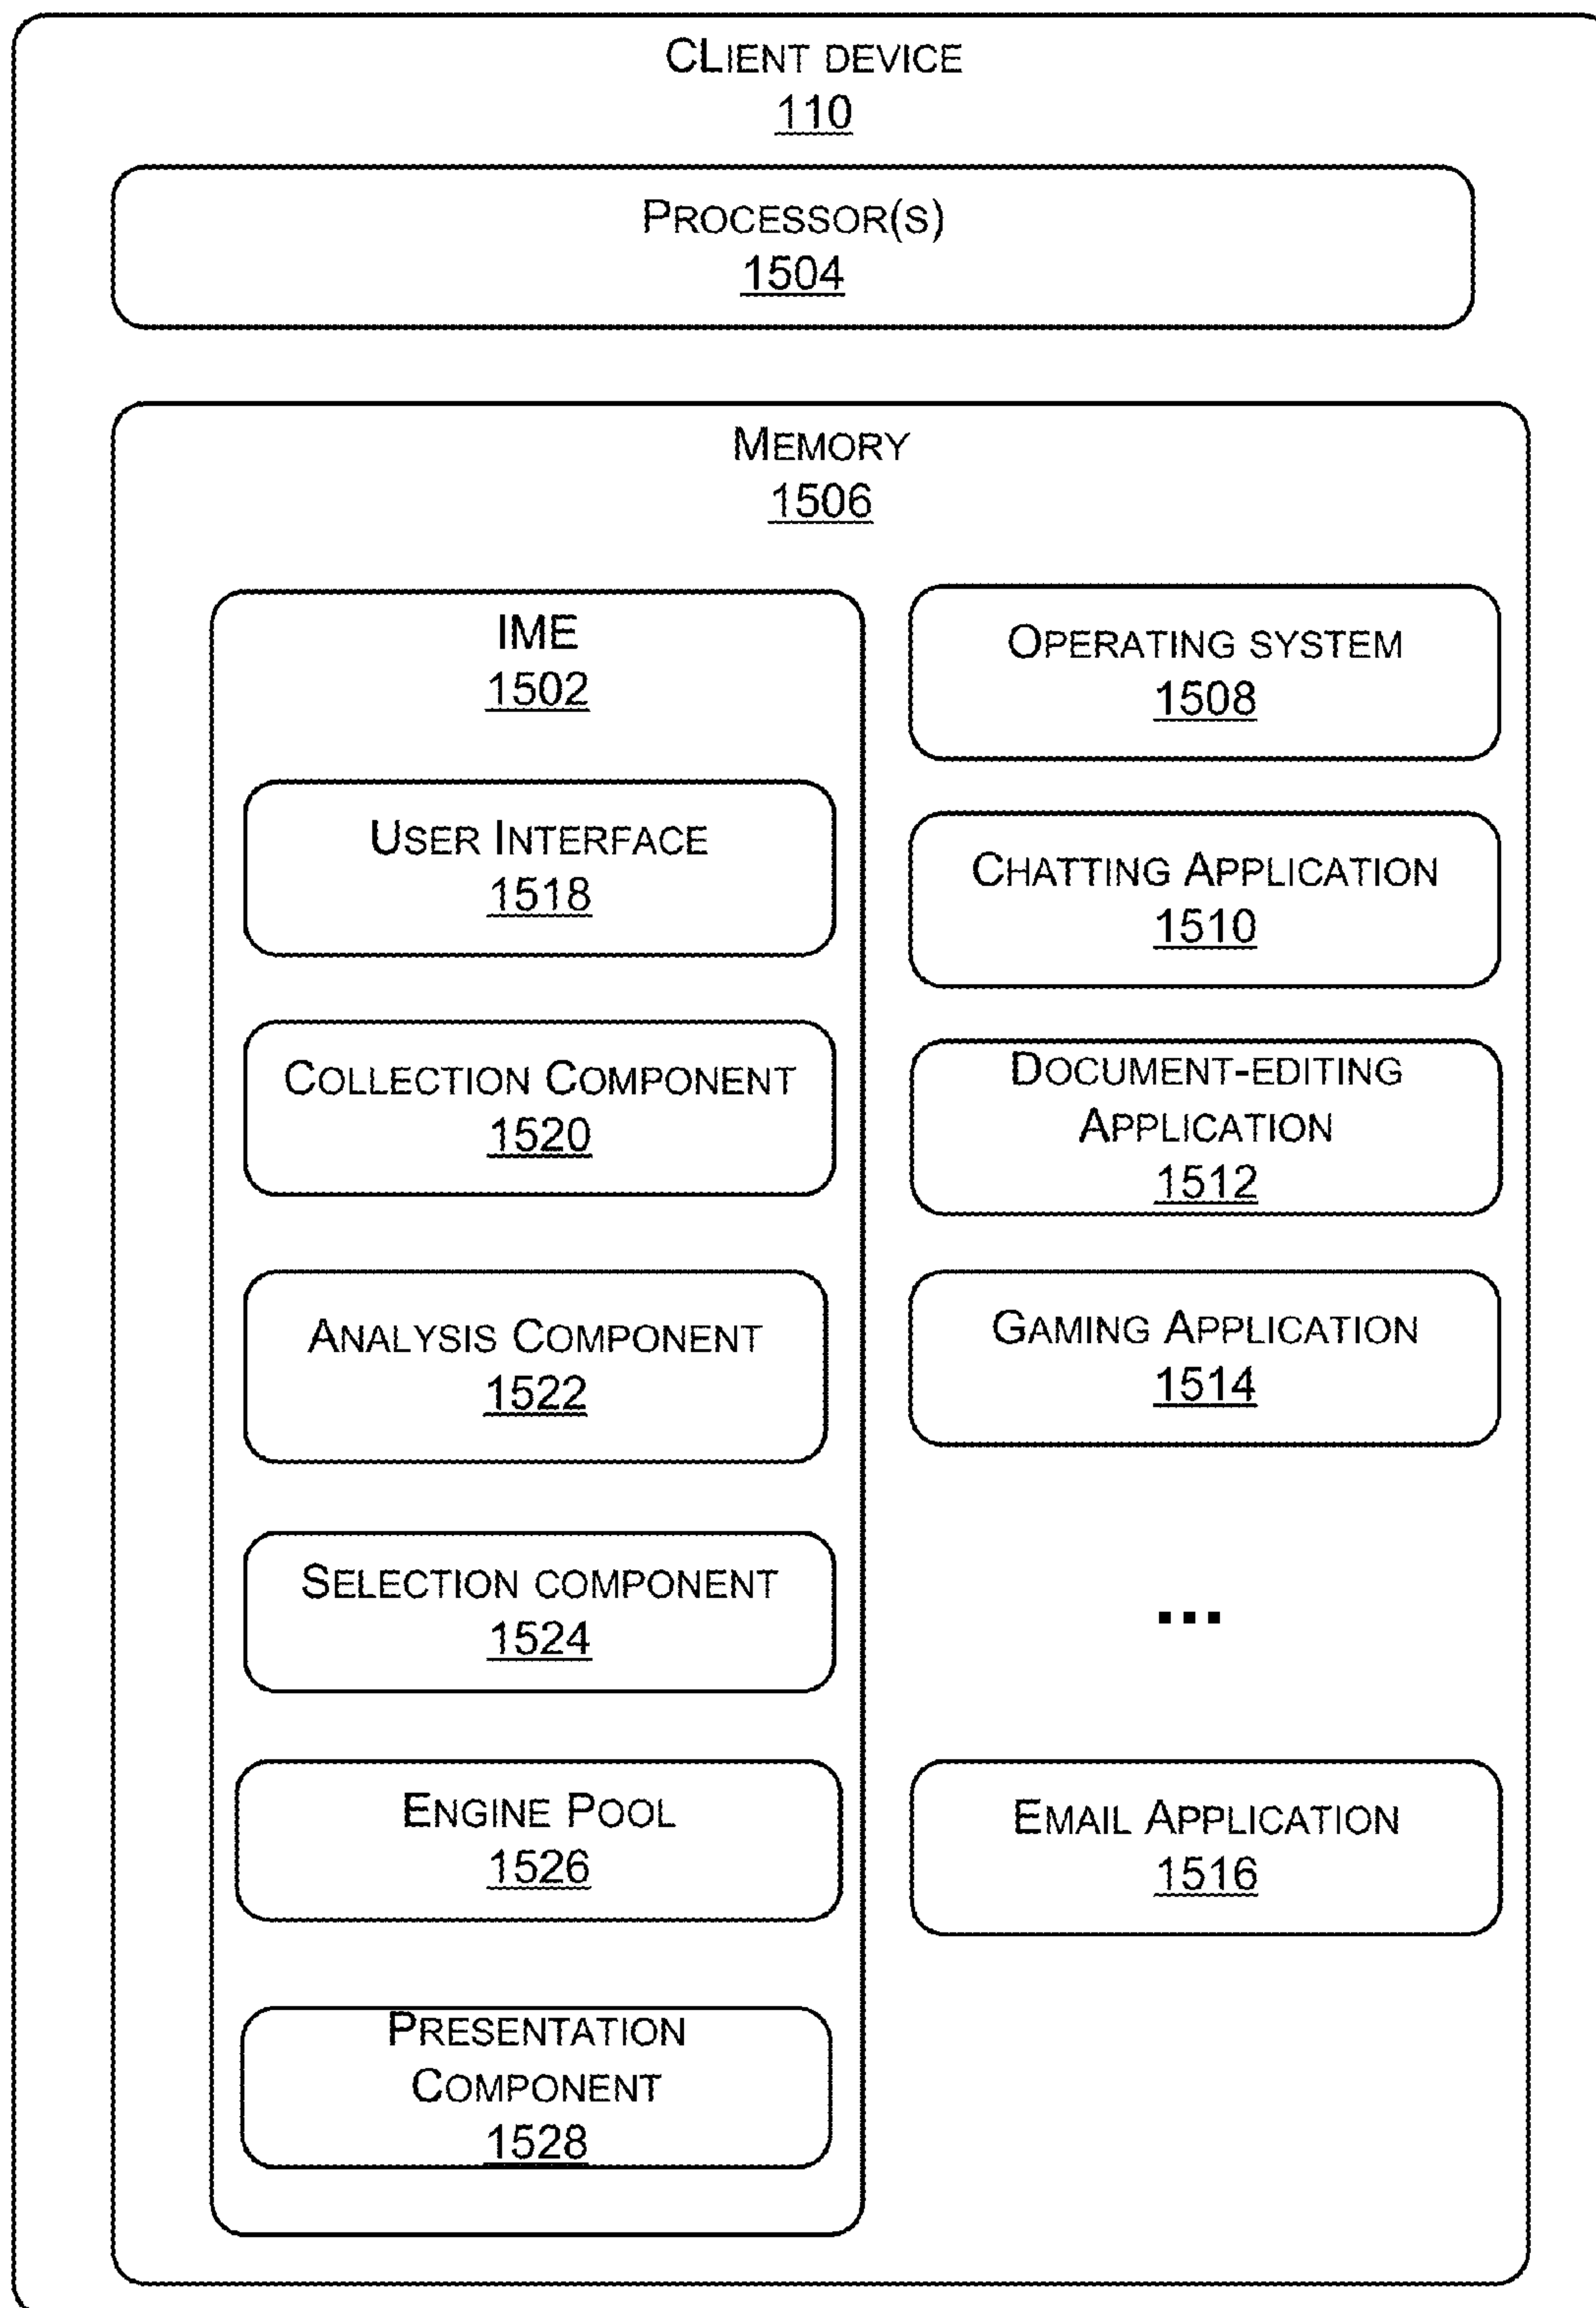 CLIENT DEVICE
110
PROCESSOR(S)
1504
MEMORY
1506
IME
1502
USER INTERFACE
1518
COLLECTION COMPONENT
1520
ANALYSIS COMPONENT
1522
SELECTION COMPONENT
1524
ENGINE POOL
1526
PRESENTATION
COMPONENT
1528
OPERATING SYSTEM
1508
CHATTING APPLICATION
1510
DOCUMENT-EDITING
APPLICATION
1512
GAMING APPLICATION
1514
...
EMAIL APPLICATION
1516